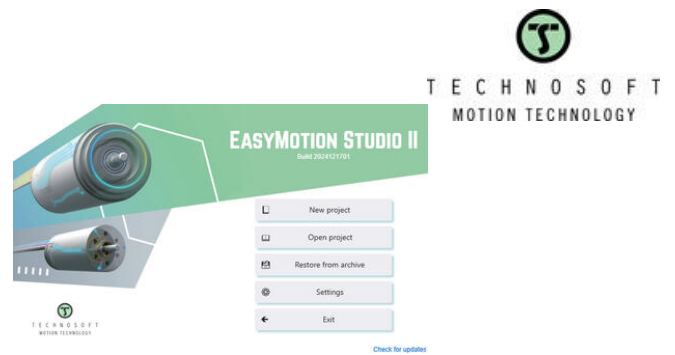 TECHNOSOFT
MOTION TECHNOLOGY
EASYMOTION STUDIO II
Build 2024121701
New project
Open project
Restore from archive
Settings
Exit
TECHNOSOFT
MOTION TECHNOLOGY
Check for updates